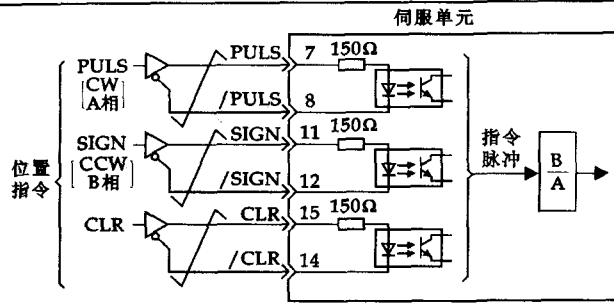 伺服单元
PULS
CW
A相
PULS 7 150Ω
/PULS 8
SIGN
CCW
B相
SIGN 11 150Ω
/SIGN 12
位置
指令
CLR
CLR 15 150Ω
/CLR 14
指令
脉冲
B
A